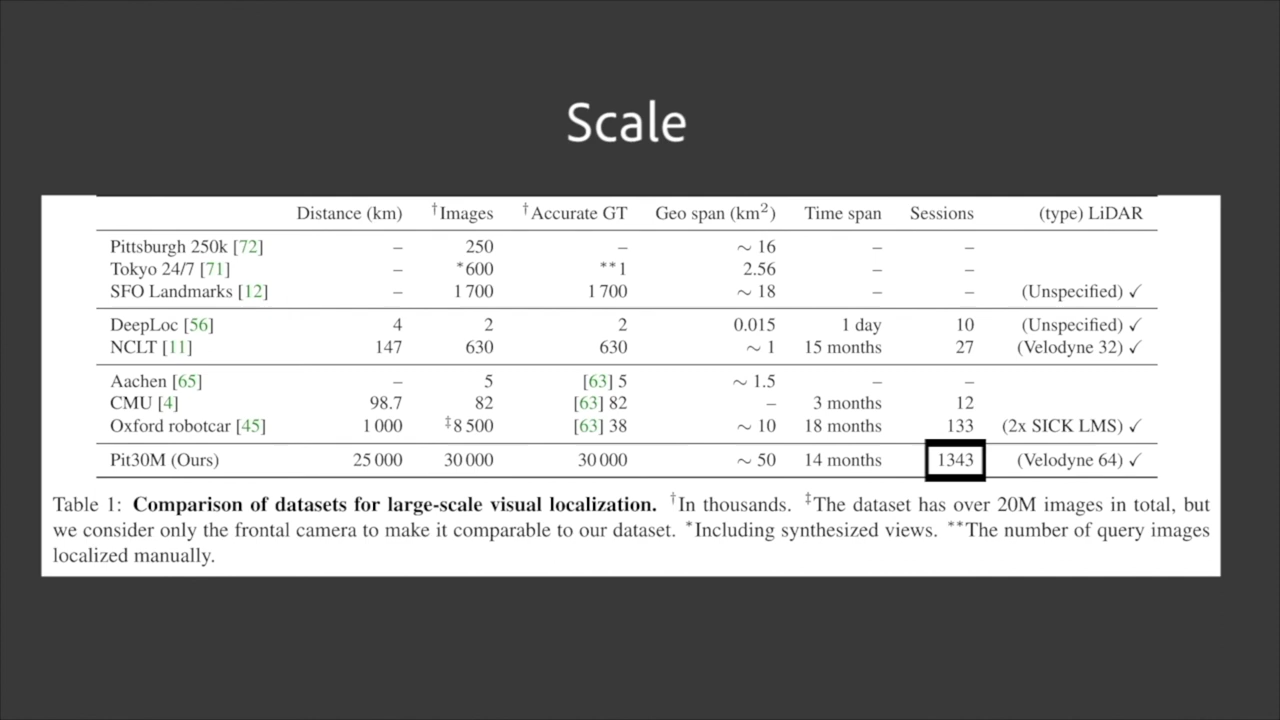 Scale
Distance (km) †Images †Accurate GT Geo span (km²) Time span Sessions (type) LiDAR
Pittsburgh 250k [72] – 250 – ∼ 16 – –
Tokyo 24/7 [71] – *600 **1 2.56 – –
SFO Landmarks [12] – 1 700 1 700 ∼ 18 – – (Unspecified) ✓
DeepLoc [56] 4 2 2 0.015 1 day 10 (Unspecified) ✓
NCLT [11] 147 630 630 ∼ 1 15 months 27 (Velodyne 32) ✓
Aachen [65] – 5 [63] 5 ∼ 1.5 – –
CMU [4] 98.7 82 [63] 82 – 3 months 12
Oxford robotcar [45] 1 000 ‡8 500 [63] 38 ∼ 10 18 months 133 (2x SICK LMS) ✓
Pit30M (Ours) 25 000 30 000 30 000 ∼ 50 14 months 1343 (Velodyne 64) ✓
Table 1: Comparison of datasets for large-scale visual localization. †In thousands. ‡The dataset has over 20M images in total, but
we consider only the frontal camera to make it comparable to our dataset. *Including synthesized views. **The number of query images
localized manually.